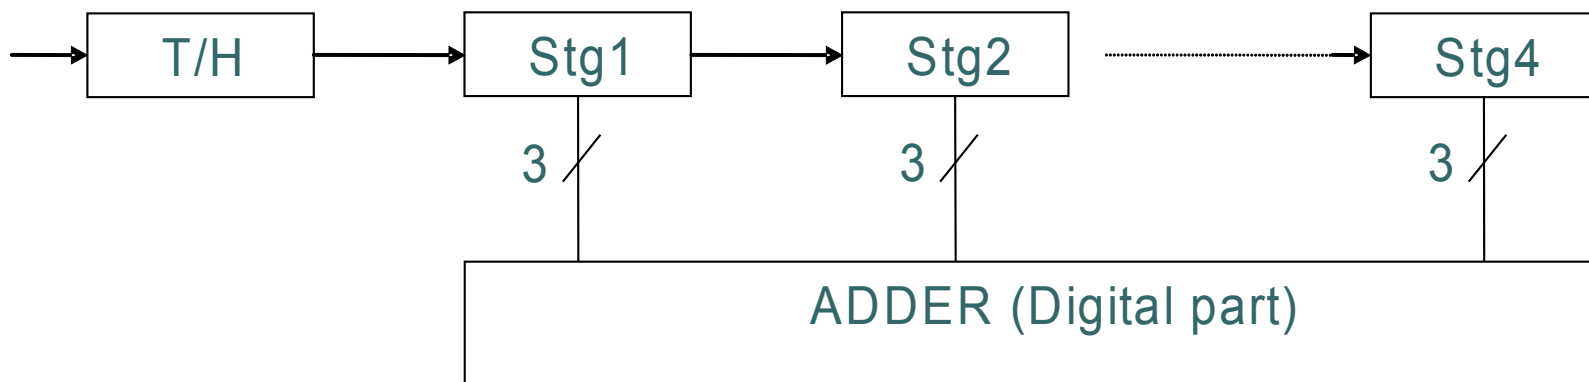 T/H
Stg1
Stg2
Stg4
3
3
3
ADDER (Digital part)